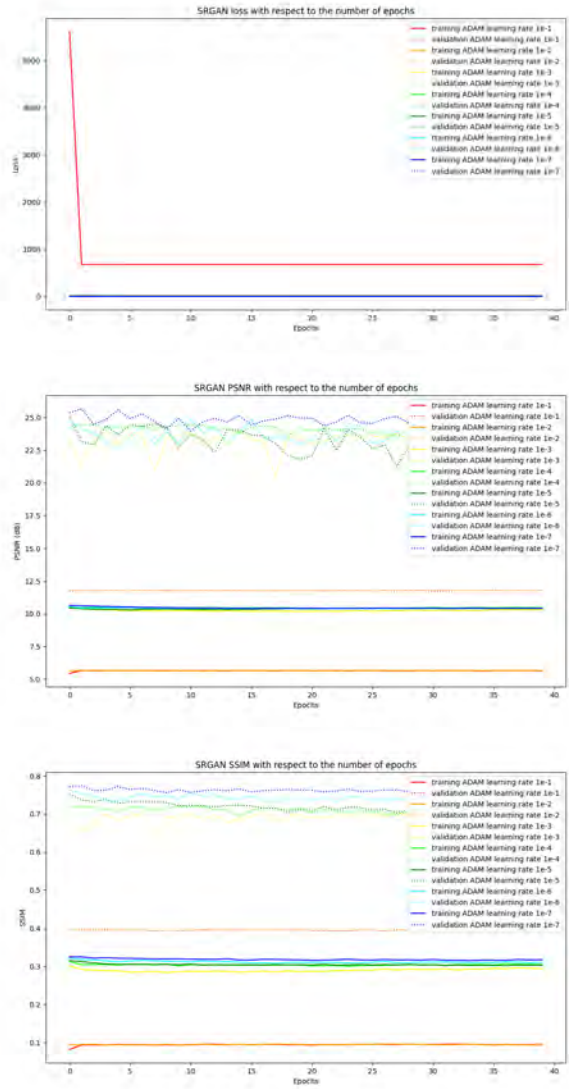 SRGAN loss with respect to the number of epochs
training ADAM learning rate 1e-1
validation ADAM learning rate 1e-1
training ADAM learning rate 1e-2
validation ADAM learning rate 1e-2
training ADAM learning rate 1e-3
validation ADAM learning rate 1e-3
training ADAM learning rate 1e-4
validation ADAM learning rate 1e-4
training ADAM learning rate 1e-5
validation ADAM learning rate 1e-5
training ADAM learning rate 1e-6
validation ADAM learning rate 1e-6
training ADAM learning rate 1e-7
validation ADAM learning rate 1e-7
5000
4000
3000
2000
1000
0
Loss
0 5 10 15 20 25 30 35 40
Epochs
SRGAN PSNR with respect to the number of epochs
training ADAM learning rate 1e-1
validation ADAM learning rate 1e-1
training ADAM learning rate 1e-2
validation ADAM learning rate 1e-2
training ADAM learning rate 1e-3
validation ADAM learning rate 1e-3
training ADAM learning rate 1e-4
validation ADAM learning rate 1e-4
training ADAM learning rate 1e-5
validation ADAM learning rate 1e-5
training ADAM learning rate 1e-6
validation ADAM learning rate 1e-6
training ADAM learning rate 1e-7
validation ADAM learning rate 1e-7
25.0
22.5
20.0
17.5
15.0
12.5
10.0
7.5
5.0
PSNR (dB)
0 5 10 15 20 25 30 35 40
Epochs
SRGAN SSIM with respect to the number of epochs
training ADAM learning rate 1e-1
validation ADAM learning rate 1e-1
training ADAM learning rate 1e-2
validation ADAM learning rate 1e-2
training ADAM learning rate 1e-3
validation ADAM learning rate 1e-3
training ADAM learning rate 1e-4
validation ADAM learning rate 1e-4
training ADAM learning rate 1e-5
validation ADAM learning rate 1e-5
training ADAM learning rate 1e-6
validation ADAM learning rate 1e-6
training ADAM learning rate 1e-7
validation ADAM learning rate 1e-7
0.8
0.7
0.6
0.5
0.4
0.3
0.2
0.1
SSIM
0 5 10 15 20 25 30 35 40
Epochs